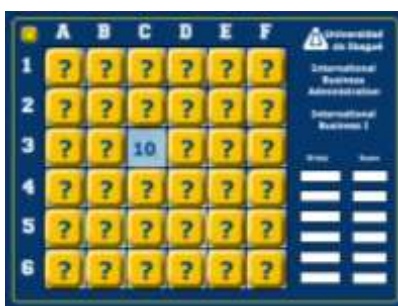 A B C D E F
Universidad
de Ibagué
1 ? ? ? ? ? ?
International
Business
Administration
2 ? ? ? ? ? ?
International
Business I
3 ? ? 10 ? ? ?
4 ? ? ? ? ? ?
5 ? ? ? ? ? ?
6 ? ? ? ? ? ?